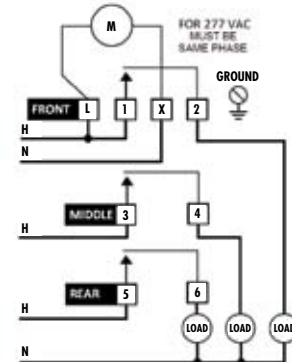 M
FOR 277 VAC
MUST BE
SAME PHASE
GROUND
FRONT L 1 X 2
H
N
MIDDLE 3 4
H
REAR 5 6
H
LOAD LOAD LOAD
N